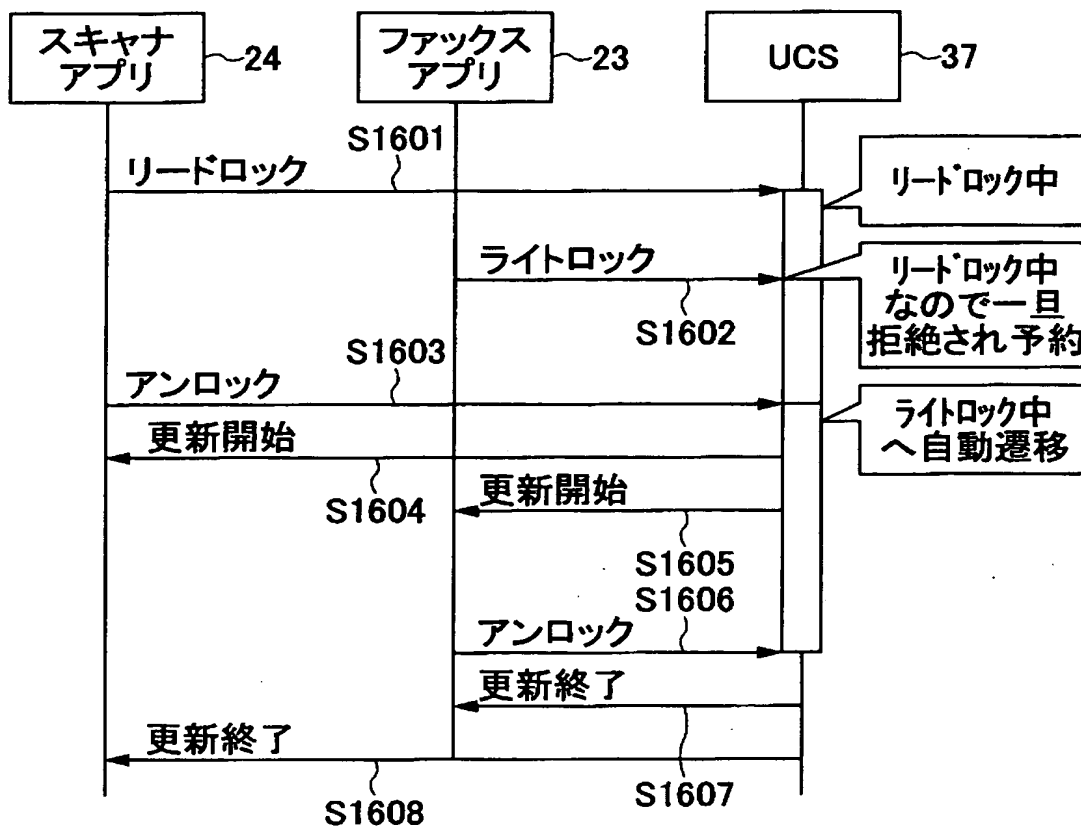 スキャナ
アプリ
24
ファックス
アプリ
23
UCS
37
S1601
リードロック
リードロック中
ライトロック
S1602
リードロック中
なので一旦
拒絶され予約
S1603
アンロック
ライトロック中
へ自動遷移
更新開始
S1604
更新開始
S1605
S1606
アンロック
更新終了
S1607
更新終了
S1608